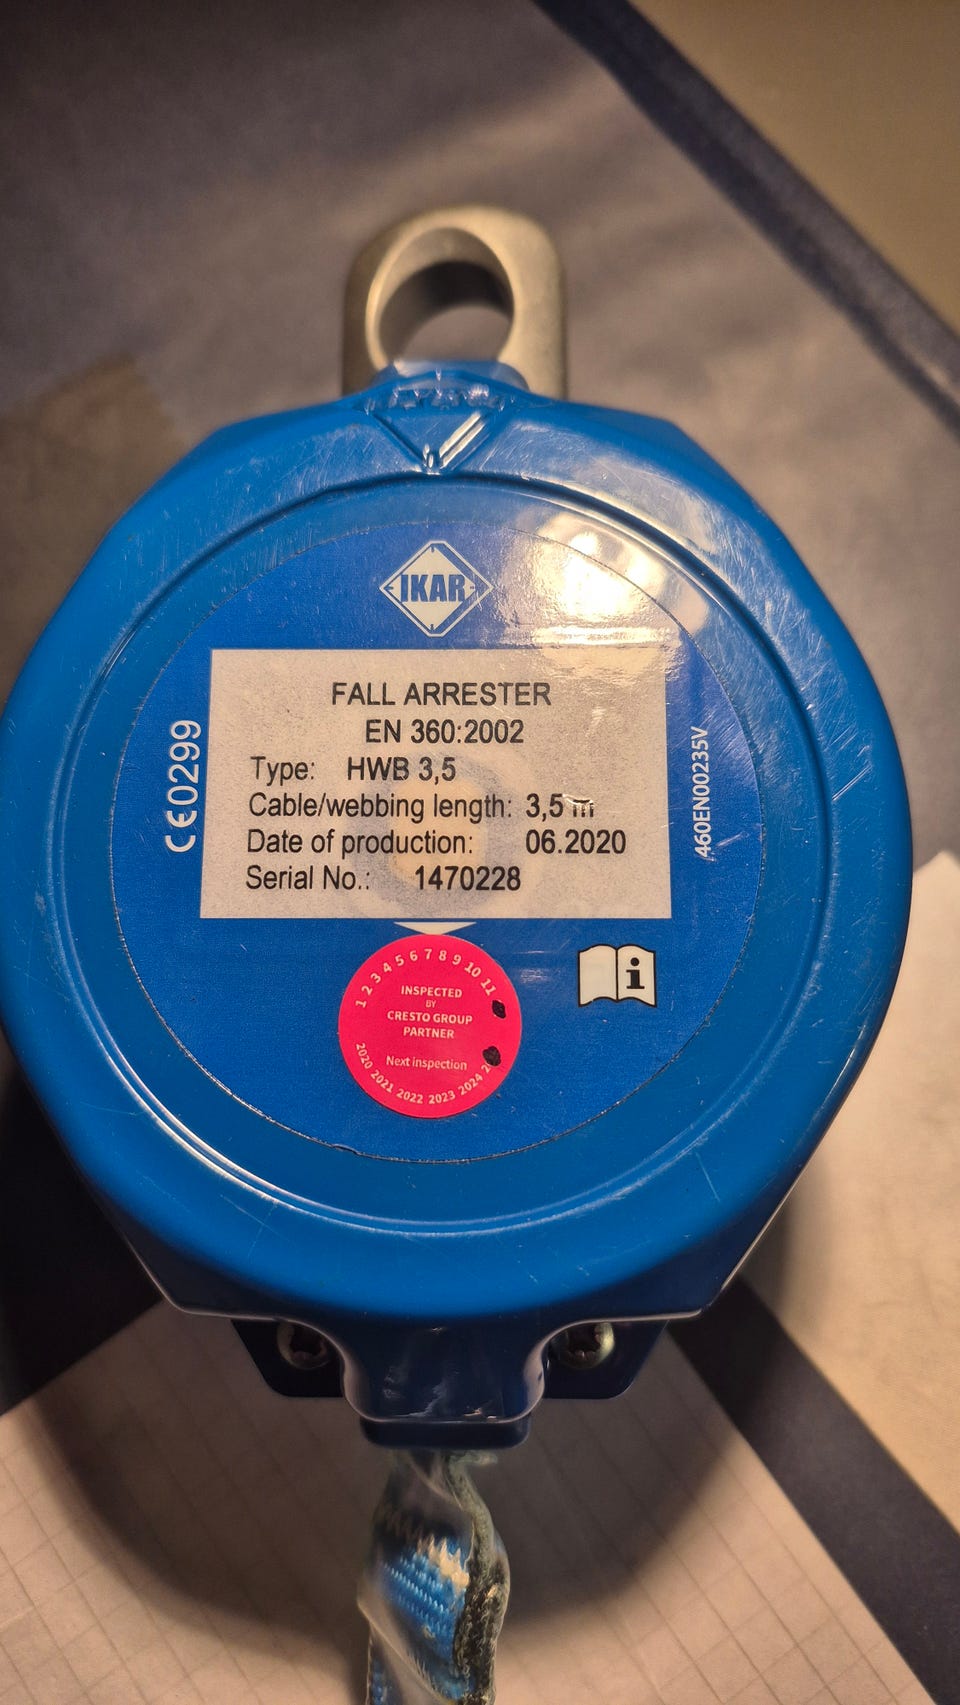 IKAR
FALL ARRESTER
EN 360:2002
Type: HWB 3,5
Cable/webbing length: 3,5 m
Date of production: 06.2020
Serial No.: 1470228
CE0299
460EN00235V
1 2 3 4 5 6 7 8 9 10 11
INSPECTED
BY
CRESTO GROUP
PARTNER
Next inspection
2020 2021 2022 2023 2024
i